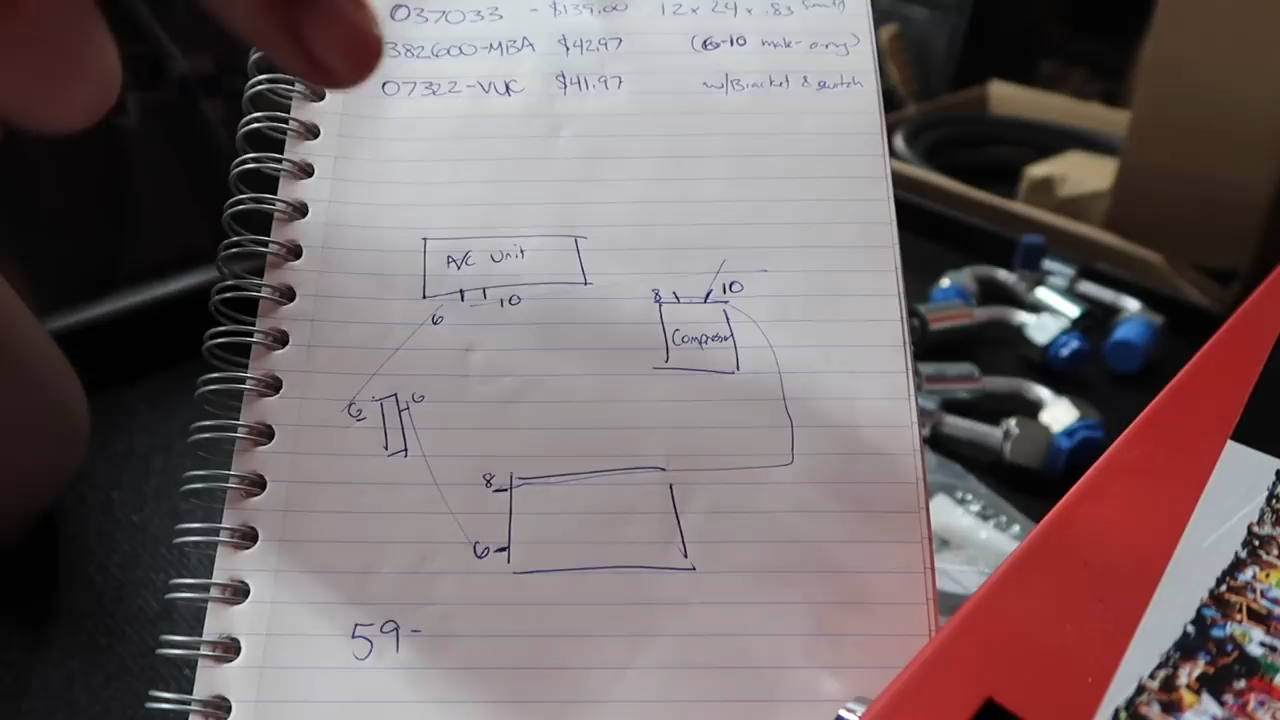 037033 - $139.00 12 x 24 x .83
382600-MBA $42.97 (6-10 male o-ring)
07322-VUC $41.97 w/Bracket & switch
A/C Unit
10
6
8 10
Compressor
6 6
8
6
59-